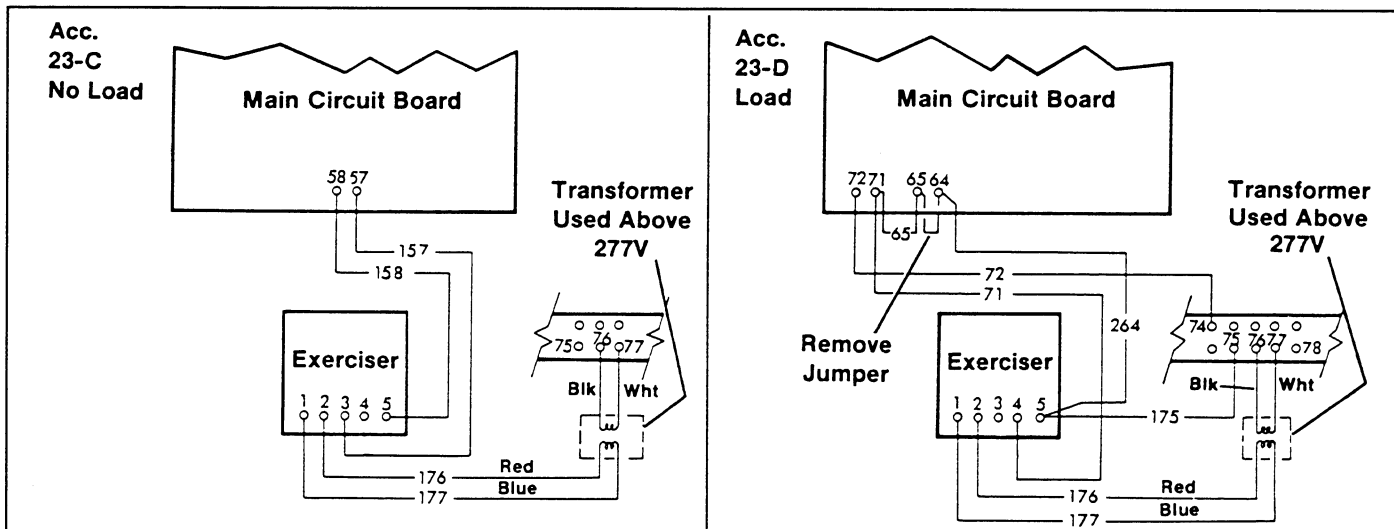 Acc.
23-C
No Load
Main Circuit Board
58 57
Transformer
Used Above
277V
157
158
Exerciser
75 76 77
Blk Wht
1 2 3 4 5
176 Red
177 Blue
Acc.
23-D
Load
Main Circuit Board
72 71 65 64
Transformer
Used Above
277V
65
72
71
264
Remove
Jumper
Exerciser
74 75 76 77 78
Blk Wht
1 2 3 4 5
175
176 Red
177 Blue